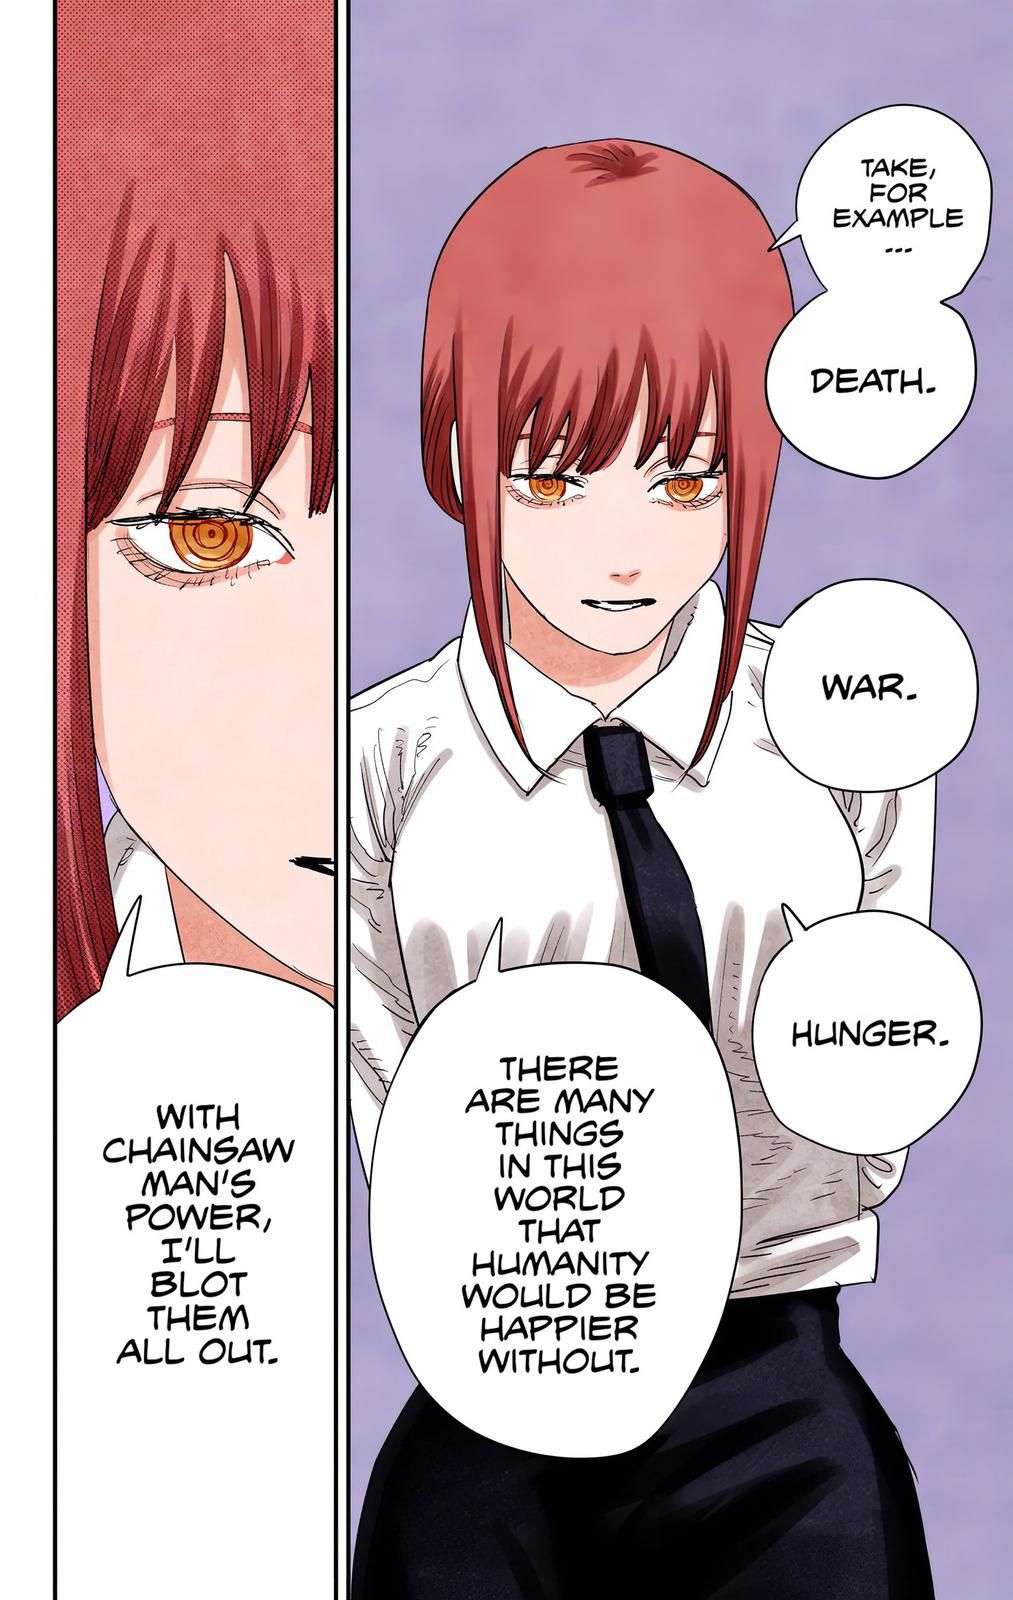 TAKE,
FOR
EXAMPLE
...
DEATH.
WAR.
HUNGER.
THERE
ARE MANY
THINGS
IN THIS
WORLD
THAT
HUMANITY
WOULD BE
HAPPIER
WITHOUT.
WITH
CHAINSAW
MAN'S
POWER,
I'LL
BLOT
THEM
ALL OUT.